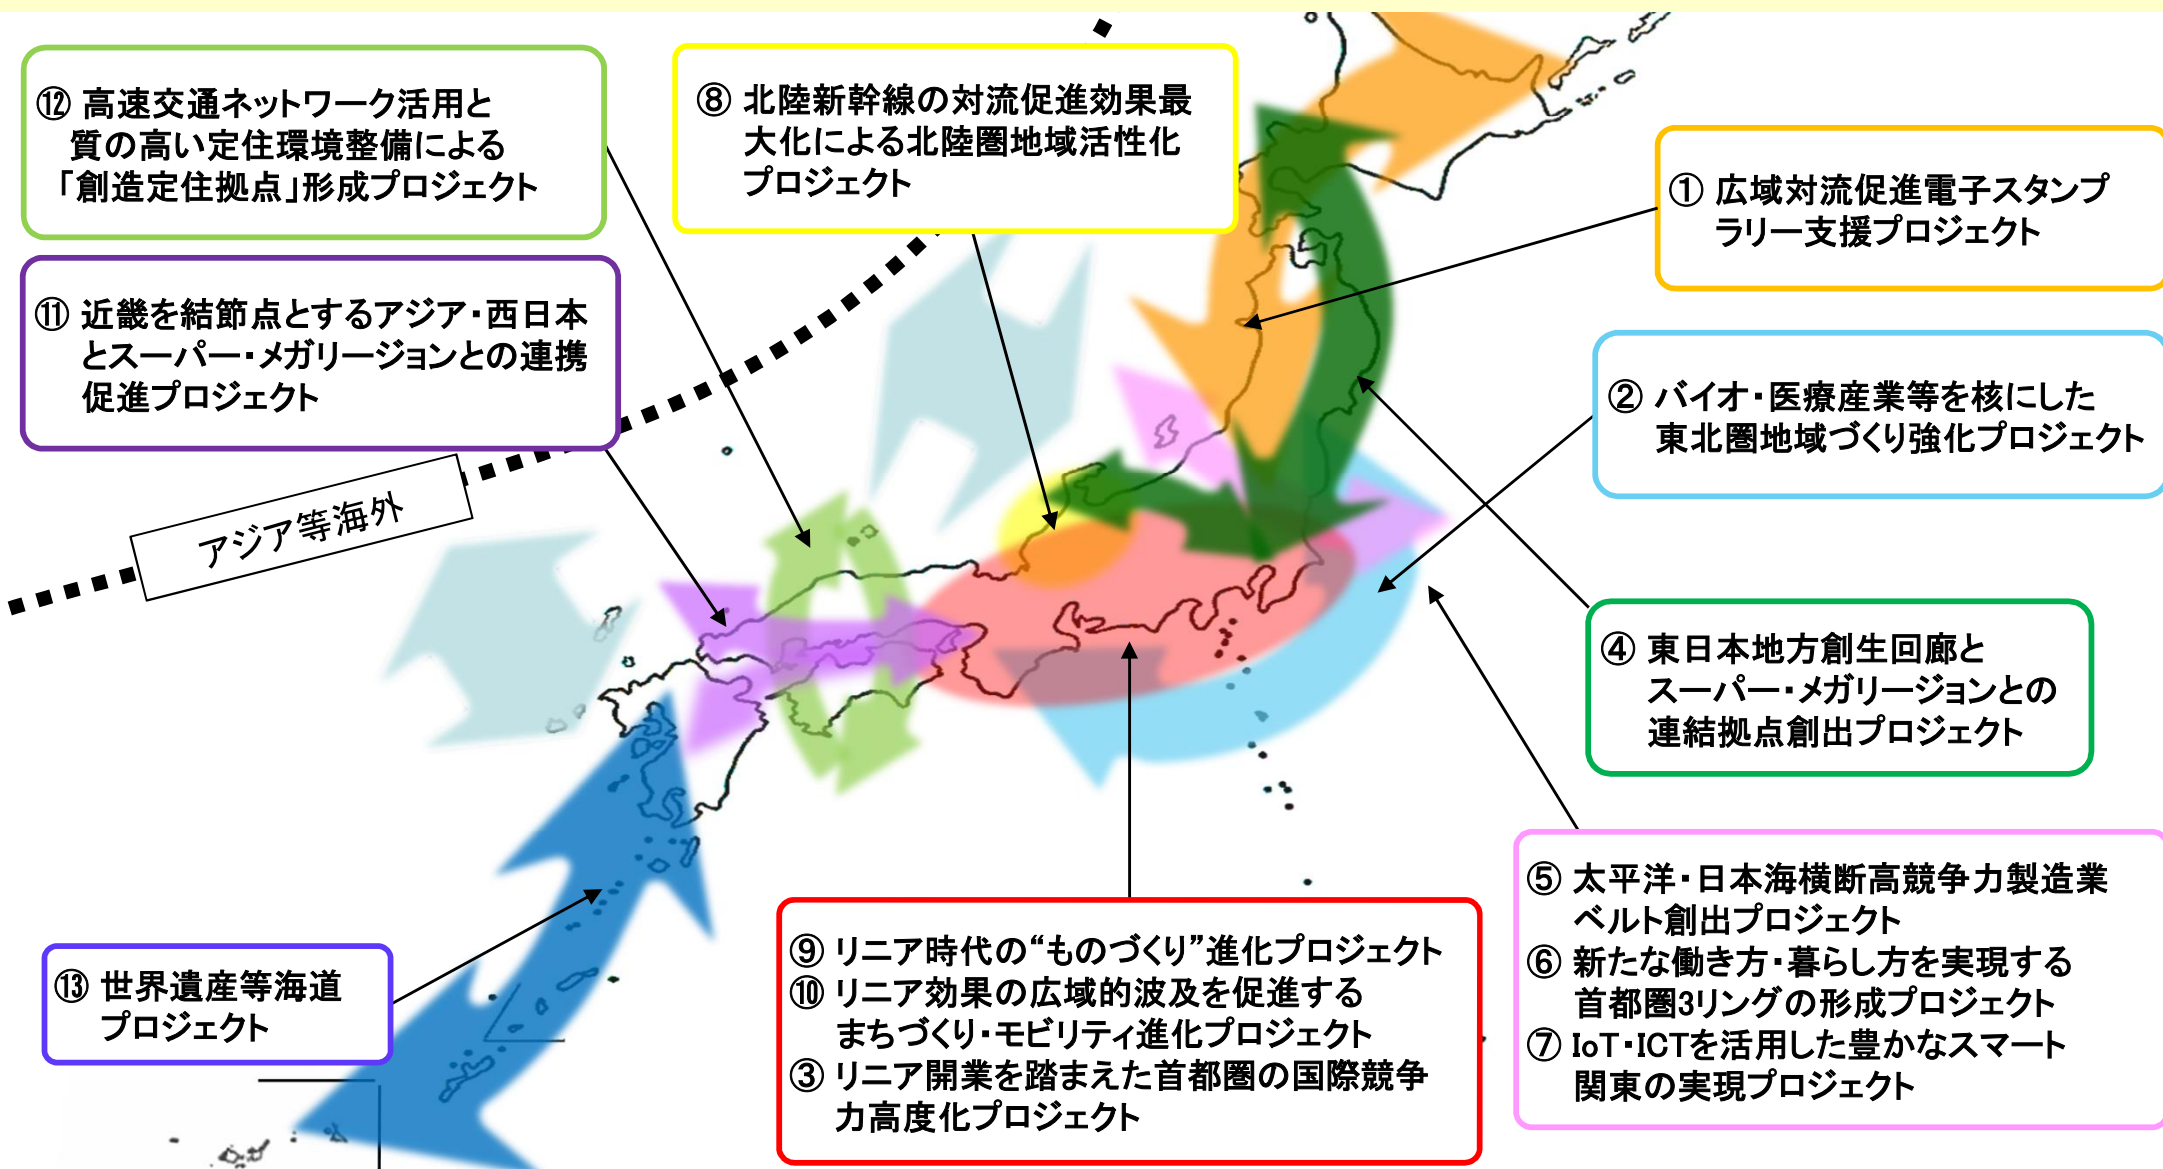 ⑫ 高速交通ネットワーク活用と
質の高い定住環境整備による
「創造定住拠点」形成プロジェクト
⑧ 北陸新幹線の対流促進効果最
大化による北陸圏地域活性化
プロジェクト
① 広域対流促進電子スタンプ
ラリー支援プロジェクト
⑪ 近畿を結節点とするアジア・西日本
とスーパー・メガリージョンとの連携
促進プロジェクト
② バイオ・医療産業等を核にした
東北圏地域づくり強化プロジェクト
アジア等海外
④ 東日本地方創生回廊と
スーパー・メガリージョンとの
連結拠点創出プロジェクト
⑤ 太平洋・日本海横断高競争力製造業
ベルト創出プロジェクト
⑥ 新たな働き方・暮らし方を実現する
首都圏3リングの形成プロジェクト
⑦ IoT・ICTを活用した豊かなスマート
関東の実現プロジェクト
⑨ リニア時代の“ものづくり”進化プロジェクト
⑩ リニア効果の広域的波及を促進する
まちづくり・モビリティ進化プロジェクト
③ リニア開業を踏まえた首都圏の国際競争
力高度化プロジェクト
⑬ 世界遺産等海道
プロジェクト